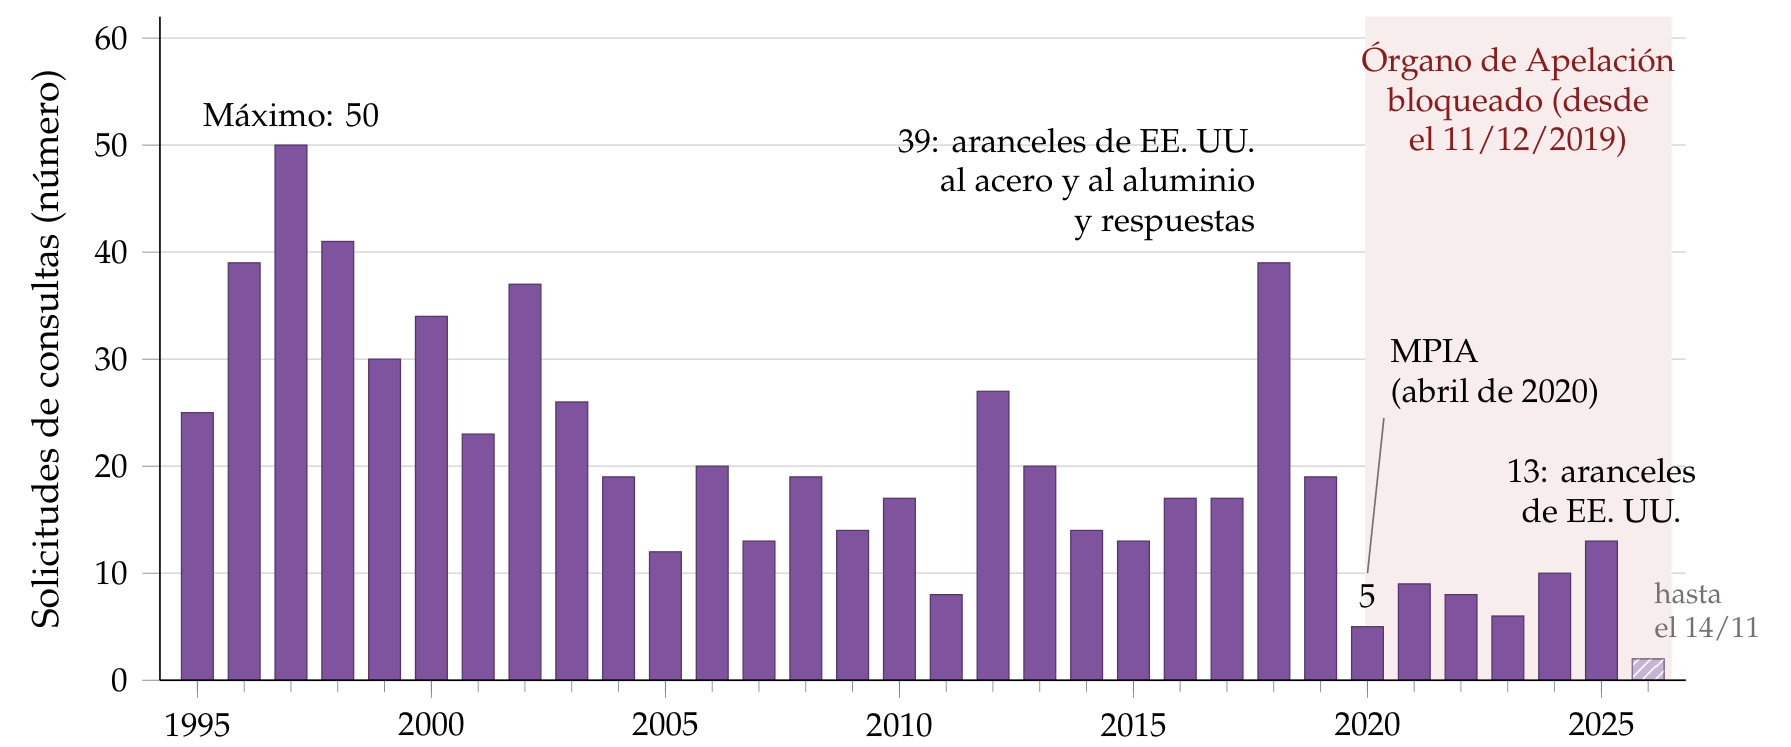 Solicitudes de consultas (número)
60
50
40
30
20
10
0
Máximo: 50
39: aranceles de EE. UU.
al acero y al aluminio
y respuestas
Órgano de Apelación
bloqueado (desde
el 11/12/2019)
MPIA
(abril de 2020)
13: aranceles
de EE. UU.
5
hasta
el 14/11
1995
2000
2005
2010
2015
2020
2025